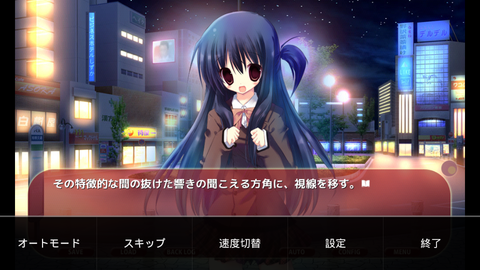 その特徴的な間の抜けた響きの聞こえる方角に、視線を移す。
オートモード
スキップ
速度切替
設定
終了